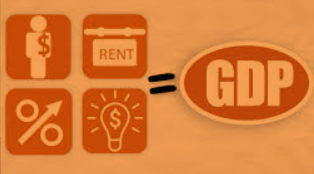 $
RENT
%
$
=
GDP